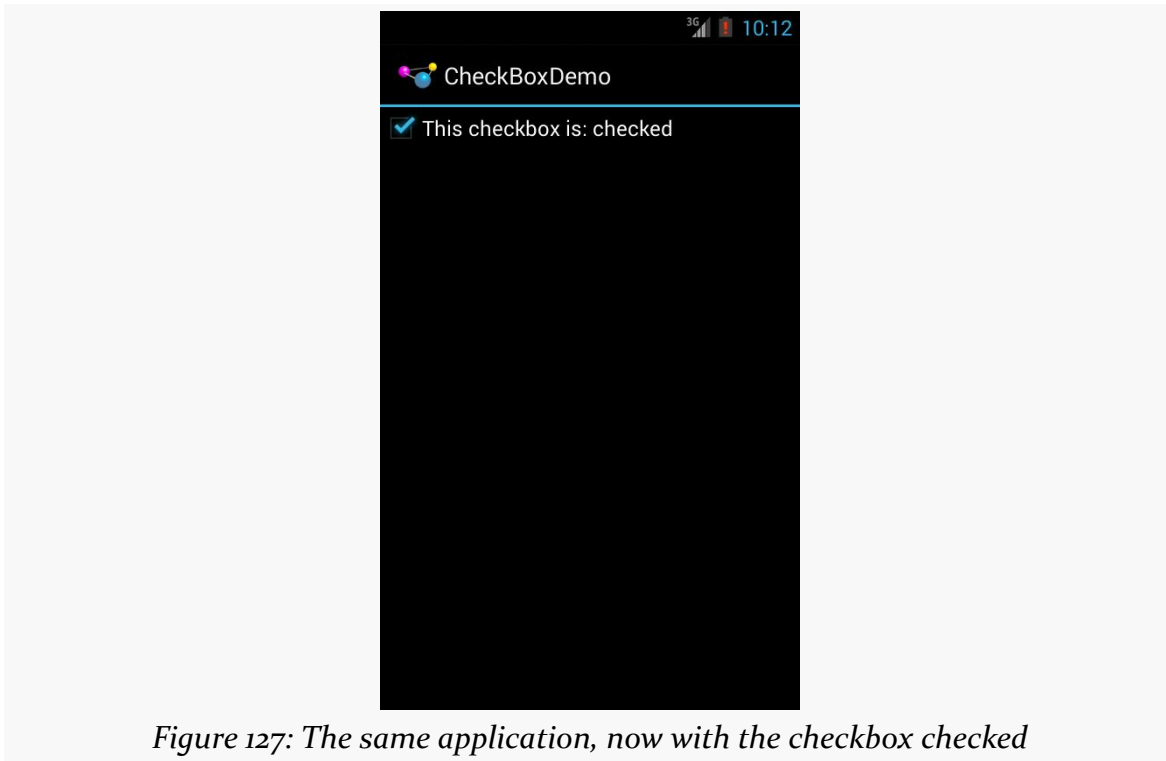 3G 10:12
CheckBoxDemo
This checkbox is: checked
Figure 127: The same application, now with the checkbox checked